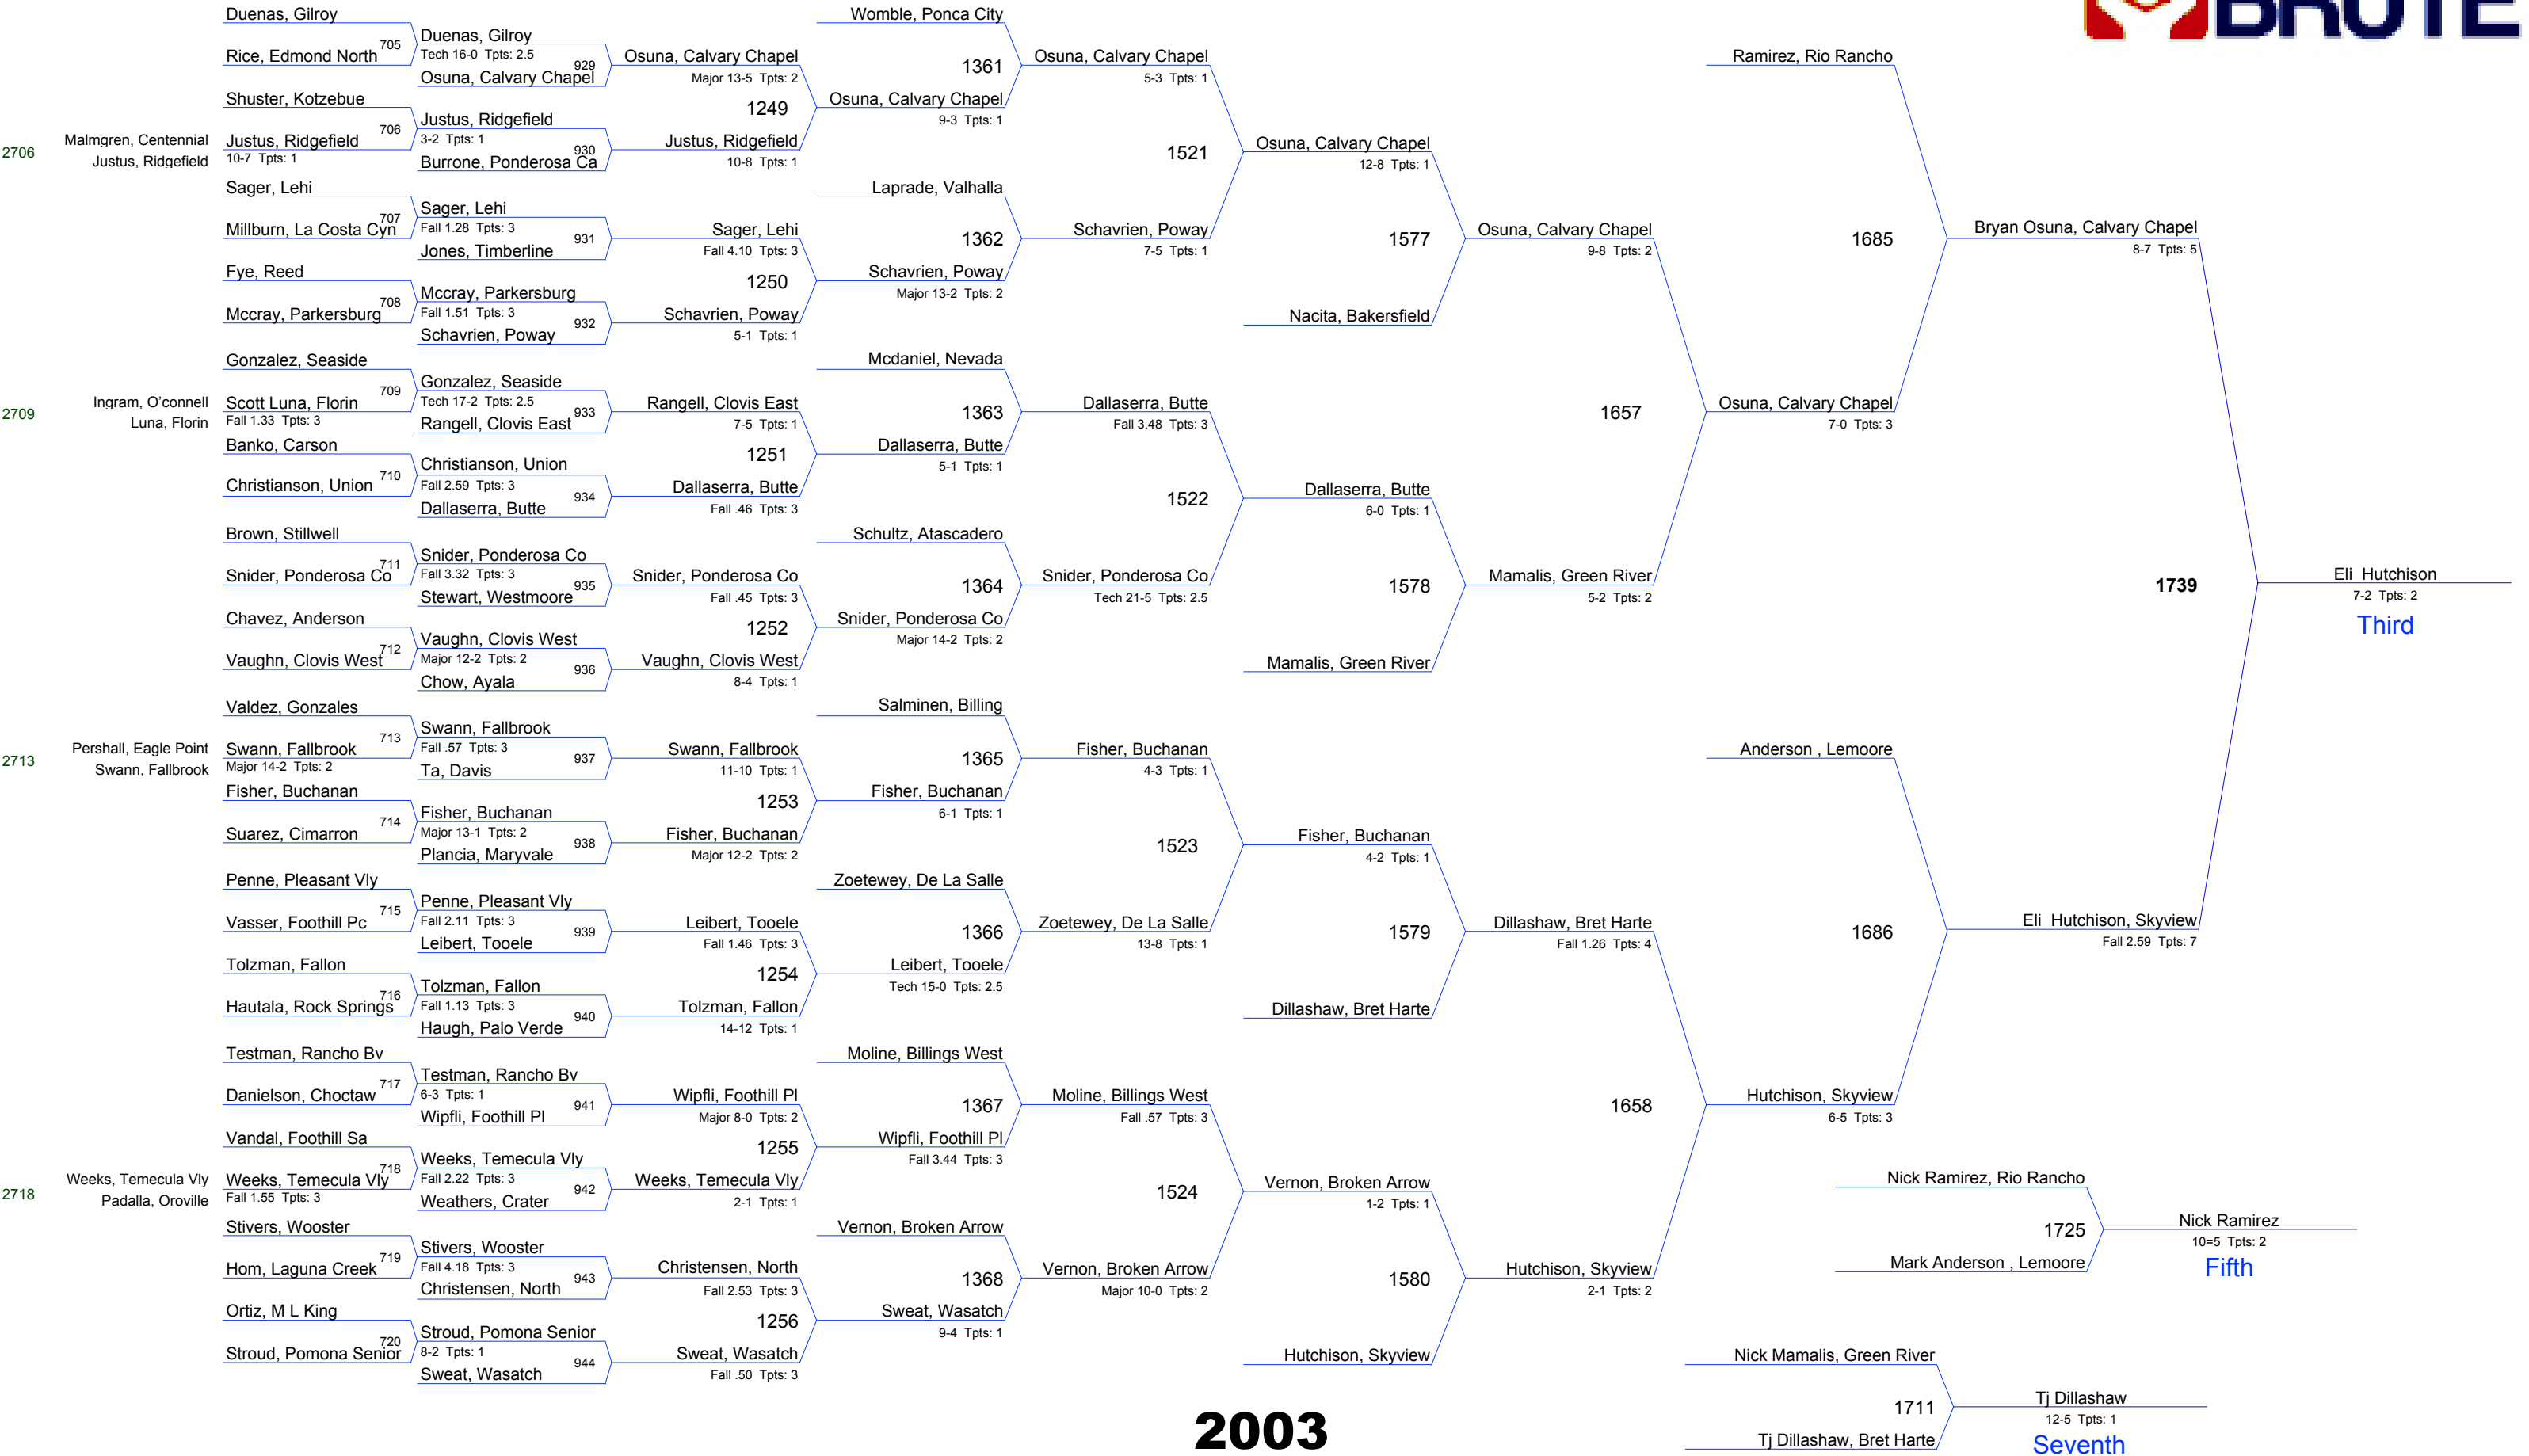 BRUTE
Duenas, Gilroy
705
Rice, Edmond North
Shuster, Kotzebue
706
Justus, Ridgefield
10-7 Tpts: 1
2706
Malmgren, Centennial
Justus, Ridgefield
Sager, Lehi
707
Millburn, La Costa Cyn
Fye, Reed
708
Mccray, Parkersburg
Gonzalez, Seaside
709
Scott Luna, Florin
Fall 1.33 Tpts: 3
2709
Ingram, O'connell
Luna, Florin
Banko, Carson
710
Christianson, Union
Brown, Stillwell
711
Snider, Ponderosa Co
Chavez, Anderson
712
Vaughn, Clovis West
Valdez, Gonzales
713
Swann, Fallbrook
Major 14-2 Tpts: 2
2713
Pershall, Eagle Point
Swann, Fallbrook
Fisher, Buchanan
714
Suarez, Cimarron
Penne, Pleasant Vly
715
Vasser, Foothill Pc
Tolzman, Fallon
716
Hautala, Rock Springs
Testman, Rancho Bv
717
Danielson, Choctaw
Vandal, Foothill Sa
718
Weeks, Temecula Vly
Fall 1.55 Tpts: 3
2718
Weeks, Temecula Vly
Padalla, Oroville
Stivers, Wooster
719
Hom, Laguna Creek
Ortiz, M L King
720
Stroud, Pomona Senior
Duenas, Gilroy
Tech 16-0 Tpts: 2.5
929
Osuna, Calvary Chapel
Justus, Ridgefield
3-2 Tpts: 1
930
Burrone, Ponderosa Ca
Sager, Lehi
Fall 1.28 Tpts: 3
931
Jones, Timberline
Mccray, Parkersburg
Fall 1.51 Tpts: 3
932
Schavrien, Poway
Gonzalez, Seaside
Tech 17-2 Tpts: 2.5
933
Rangell, Clovis East
Christianson, Union
Fall 2.59 Tpts: 3
934
Dallaserra, Butte
Snider, Ponderosa Co
Fall 3.32 Tpts: 3
935
Stewart, Westmoore
Vaughn, Clovis West
Major 12-2 Tpts: 2
936
Chow, Ayala
Swann, Fallbrook
Fall .57 Tpts: 3
937
Ta, Davis
Fisher, Buchanan
Major 13-1 Tpts: 2
938
Plancia, Maryvale
Penne, Pleasant Vly
Fall 2.11 Tpts: 3
939
Leibert, Tooele
Tolzman, Fallon
Fall 1.13 Tpts: 3
940
Haugh, Palo Verde
Testman, Rancho Bv
6-3 Tpts: 1
941
Wipfli, Foothill Pl
Weeks, Temecula Vly
Fall 2.22 Tpts: 3
942
Weathers, Crater
Stivers, Wooster
Fall 4.18 Tpts: 3
943
Christensen, North
Stroud, Pomona Senior
8-2 Tpts: 1
944
Sweat, Wasatch
Osuna, Calvary Chapel
Major 13-5 Tpts: 2
1249
Justus, Ridgefield
10-8 Tpts: 1
Sager, Lehi
Fall 4.10 Tpts: 3
1250
Schavrien, Poway
5-1 Tpts: 1
Rangell, Clovis East
7-5 Tpts: 1
1251
Dallaserra, Butte
Fall .46 Tpts: 3
Snider, Ponderosa Co
Fall .45 Tpts: 3
1252
Vaughn, Clovis West
8-4 Tpts: 1
Swann, Fallbrook
11-10 Tpts: 1
1253
Fisher, Buchanan
Major 12-2 Tpts: 2
Leibert, Tooele
Fall 1.46 Tpts: 3
1254
Tolzman, Fallon
14-12 Tpts: 1
Wipfli, Foothill Pl
Major 8-0 Tpts: 2
1255
Weeks, Temecula Vly
2-1 Tpts: 1
Christensen, North
Fall 2.53 Tpts: 3
1256
Sweat, Wasatch
Fall .50 Tpts: 3
Womble, Ponca City
1361
Osuna, Calvary Chapel
9-3 Tpts: 1
Laprade, Valhalla
1362
Schavrien, Poway
Major 13-2 Tpts: 2
Mcdaniel, Nevada
1363
Dallaserra, Butte
5-1 Tpts: 1
Schultz, Atascadero
1364
Snider, Ponderosa Co
Major 14-2 Tpts: 2
Salminen, Billing
1365
Fisher, Buchanan
6-1 Tpts: 1
Zoetewey, De La Salle
1366
Leibert, Tooele
Tech 15-0 Tpts: 2.5
Moline, Billings West
1367
Wipfli, Foothill Pl
Fall 3.44 Tpts: 3
Vernon, Broken Arrow
1368
Sweat, Wasatch
9-4 Tpts: 1
Osuna, Calvary Chapel
5-3 Tpts: 1
1521
Schavrien, Poway
7-5 Tpts: 1
Dallaserra, Butte
Fall 3.48 Tpts: 3
1522
Snider, Ponderosa Co
Tech 21-5 Tpts: 2.5
Fisher, Buchanan
4-3 Tpts: 1
1523
Zoetewey, De La Salle
13-8 Tpts: 1
Moline, Billings West
Fall .57 Tpts: 3
1524
Vernon, Broken Arrow
Major 10-0 Tpts: 2
Osuna, Calvary Chapel
12-8 Tpts: 1
1577
Nacita, Bakersfield
Dallaserra, Butte
6-0 Tpts: 1
1578
Mamalis, Green River
Fisher, Buchanan
4-2 Tpts: 1
1579
Dillashaw, Bret Harte
Vernon, Broken Arrow
1-2 Tpts: 1
1580
Hutchison, Skyview
Osuna, Calvary Chapel
9-8 Tpts: 2
1657
Mamalis, Green River
5-2 Tpts: 2
Dillashaw, Bret Harte
Fall 1.26 Tpts: 4
1658
Hutchison, Skyview
2-1 Tpts: 2
Ramirez, Rio Rancho
1685
Osuna, Calvary Chapel
7-0 Tpts: 3
Anderson , Lemoore
1686
Hutchison, Skyview
6-5 Tpts: 3
Bryan Osuna, Calvary Chapel
8-7 Tpts: 5
1739
Eli Hutchison, Skyview
Fall 2.59 Tpts: 7
Eli Hutchison
7-2 Tpts: 2
Third
Nick Ramirez, Rio Rancho
1725
Mark Anderson , Lemoore
Nick Ramirez
10=5 Tpts: 2
Fifth
Nick Mamalis, Green River
1711
Tj Dillashaw, Bret Harte
Tj Dillashaw
12-5 Tpts: 1
Seventh
2003